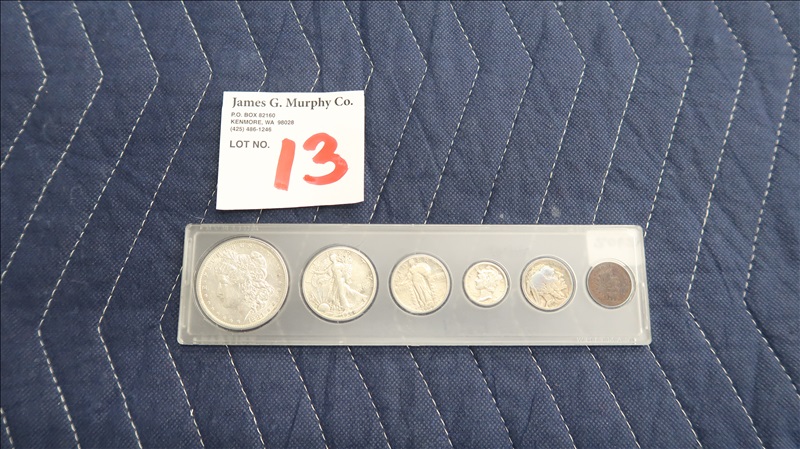 James G. Murphy Co.
P.O. BOX 82160
KENMORE, WA 98028
(425) 486-1246
LOT NO. 13